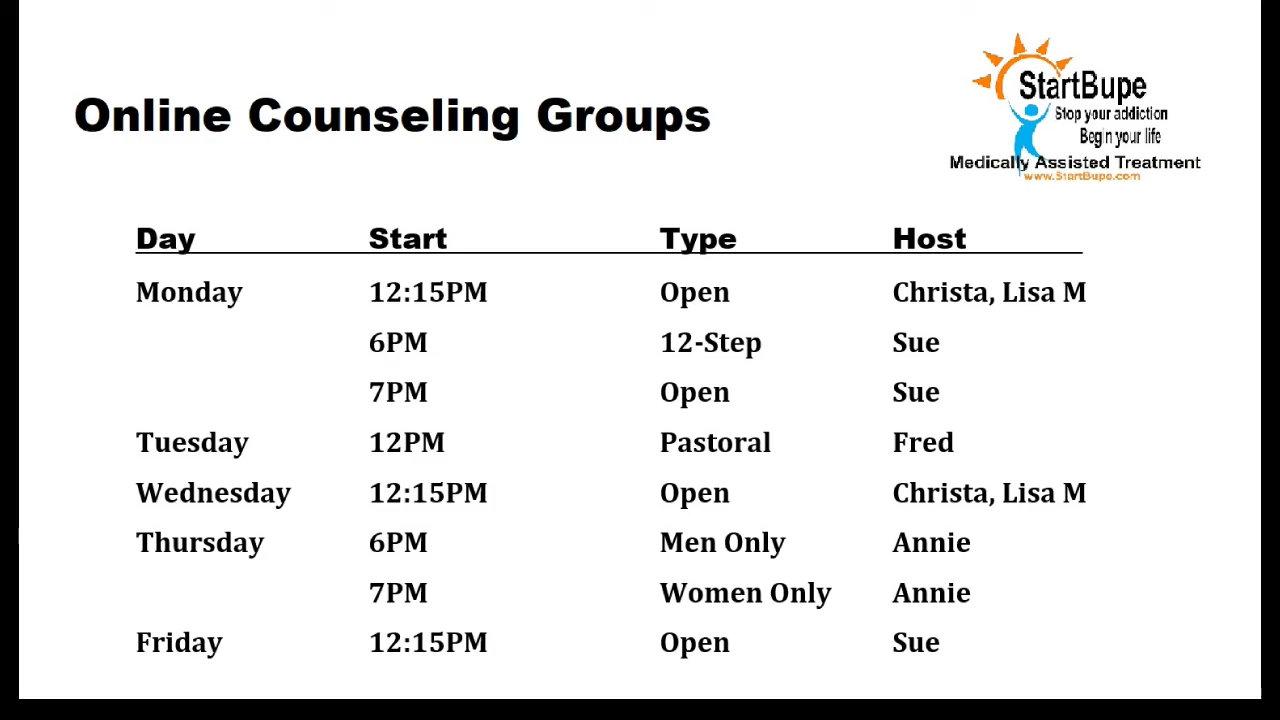 Online Counseling Groups
StartBupe
Stop your addiction
Begin your life
Medically Assisted Treatment
www.StartBupe.com
Day Start Type Host
Monday 12:15PM Open Christa, Lisa M
6PM 12-Step Sue
7PM Open Sue
Tuesday 12PM Pastoral Fred
Wednesday 12:15PM Open Christa, Lisa M
Thursday 6PM Men Only Annie
7PM Women Only Annie
Friday 12:15PM Open Sue